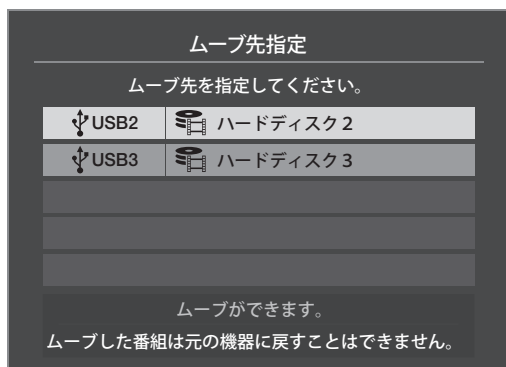 ムーブ先指定
ムーブ先を指定してください。
USB2 ハードディスク２
USB3 ハードディスク３
ムーブができます。
ムーブした番組は元の機器に戻すことはできません。